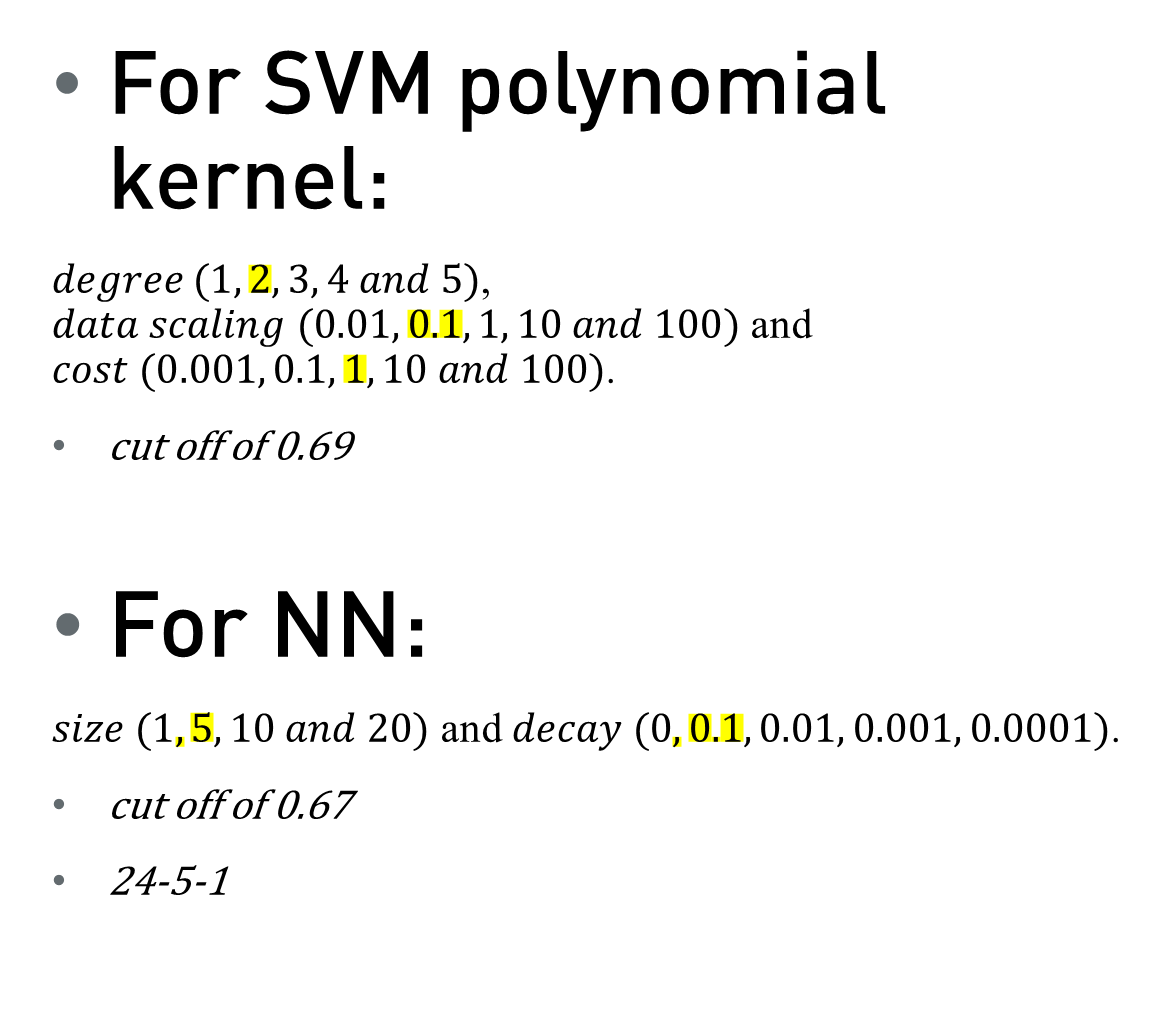 • For SVM polynomial
kernel:
degree (1, 2, 3, 4 and 5),
data scaling (0.01, 0.1, 1, 10 and 100) and
cost (0.001, 0.1, 1, 10 and 100).
• cut off of 0.69
• For NN:
size (1, 5, 10 and 20) and decay (0, 0.1, 0.01, 0.001, 0.0001).
• cut off of 0.67
• 24-5-1